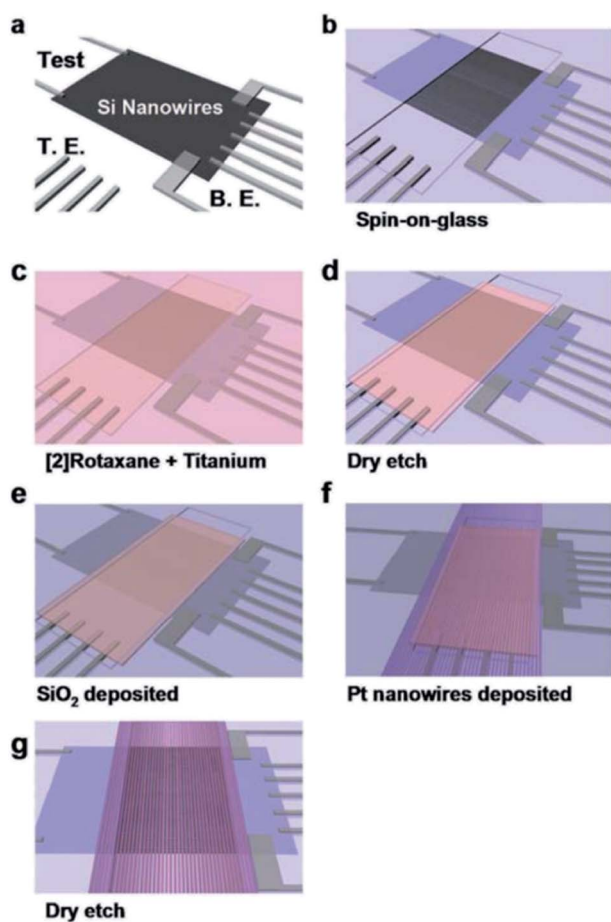 a
Test
Si Nanowires
T. E.
B. E.
b
Spin-on-glass
c
[2]Rotaxane + Titanium
d
Dry etch
e
SiO₂ deposited
f
Pt nanowires deposited
g
Dry etch